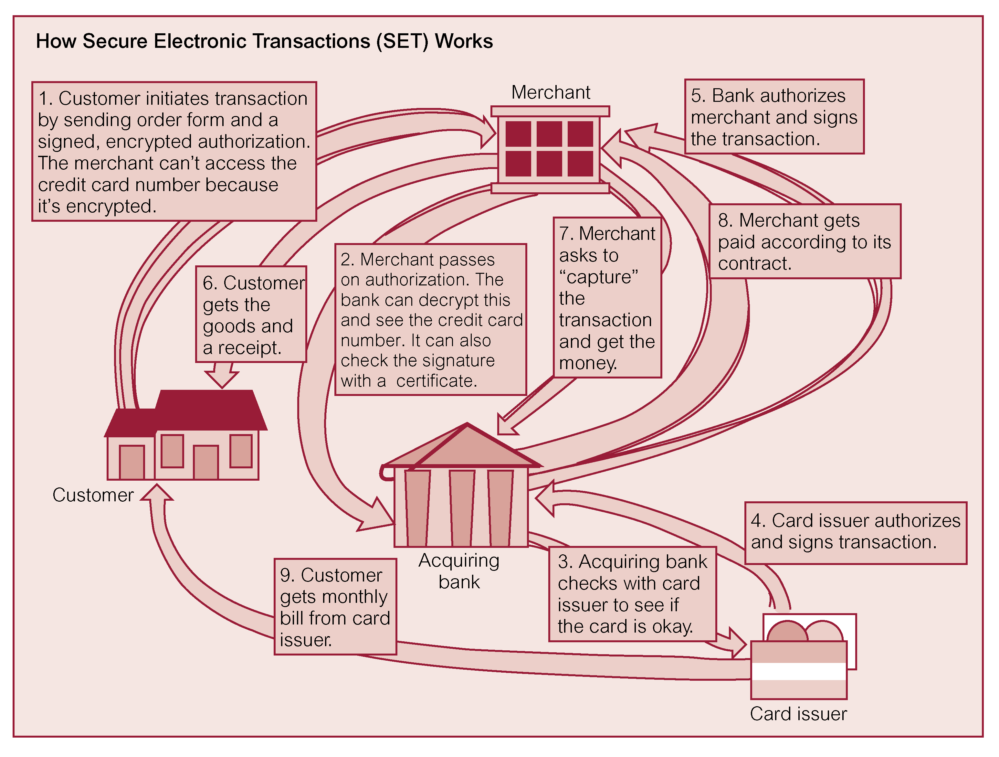 How Secure Electronic Transactions (SET) Works
1. Customer initiates transaction
by sending order form and a
signed, encrypted authorization.
The merchant can’t access the
credit card number because
it’s encrypted.
Merchant
5. Bank authorizes
merchant and signs
the transaction.
8. Merchant gets
paid according to its
contract.
7. Merchant
asks to
“capture”
the
transaction
and get the
money.
2. Merchant passes
on authorization. The
bank can decrypt this
and see the credit card
number. It can also
check the signature
with a certificate.
6. Customer
gets the
goods and
a receipt.
Customer
Acquiring
bank
4. Card issuer authorizes
and signs transaction.
3. Acquiring bank
checks with card
issuer to see if
the card is okay.
9. Customer
gets monthly
bill from card
issuer.
Card issuer